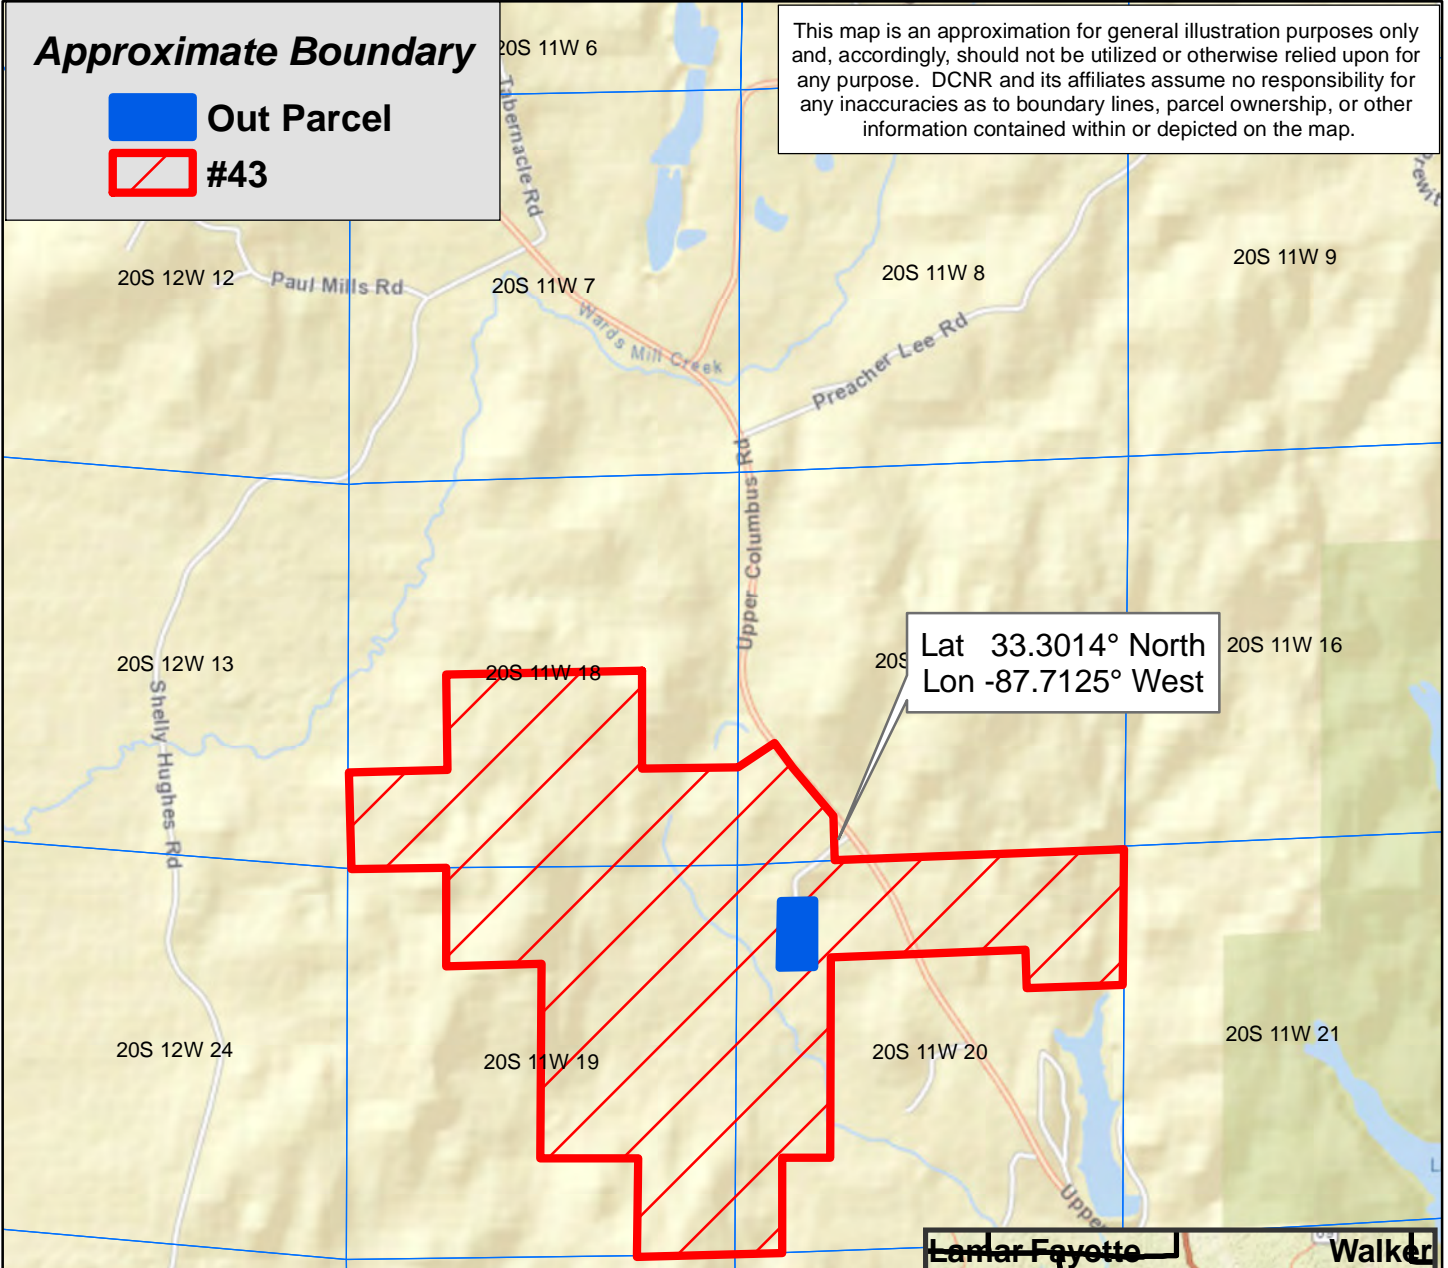 Approximate Boundary
Out Parcel
#43
This map is an approximation for general illustration purposes only
and, accordingly, should not be utilized or otherwise relied upon for
any purpose. DCNR and its affiliates assume no responsibility for
any inaccuracies as to boundary lines, parcel ownership, or other
information contained within or depicted on the map.
20S 11W 6
Tabernacle Rd
20S 12W 12
Paul Mills Rd
20S 11W 7
20S 11W 8
20S 11W 9
Wards Mill Creek
Preacher Lee Rd
Upper Columbus Rd
20S 12W 13
20S 11W 18
20S
Lat 33.3014° North
Lon -87.7125° West
20S 11W 16
Shelly Hughes Rd
20S 12W 24
20S 11W 19
20S 11W 20
20S 11W 21
Upper
Lamar Fayette
Walker